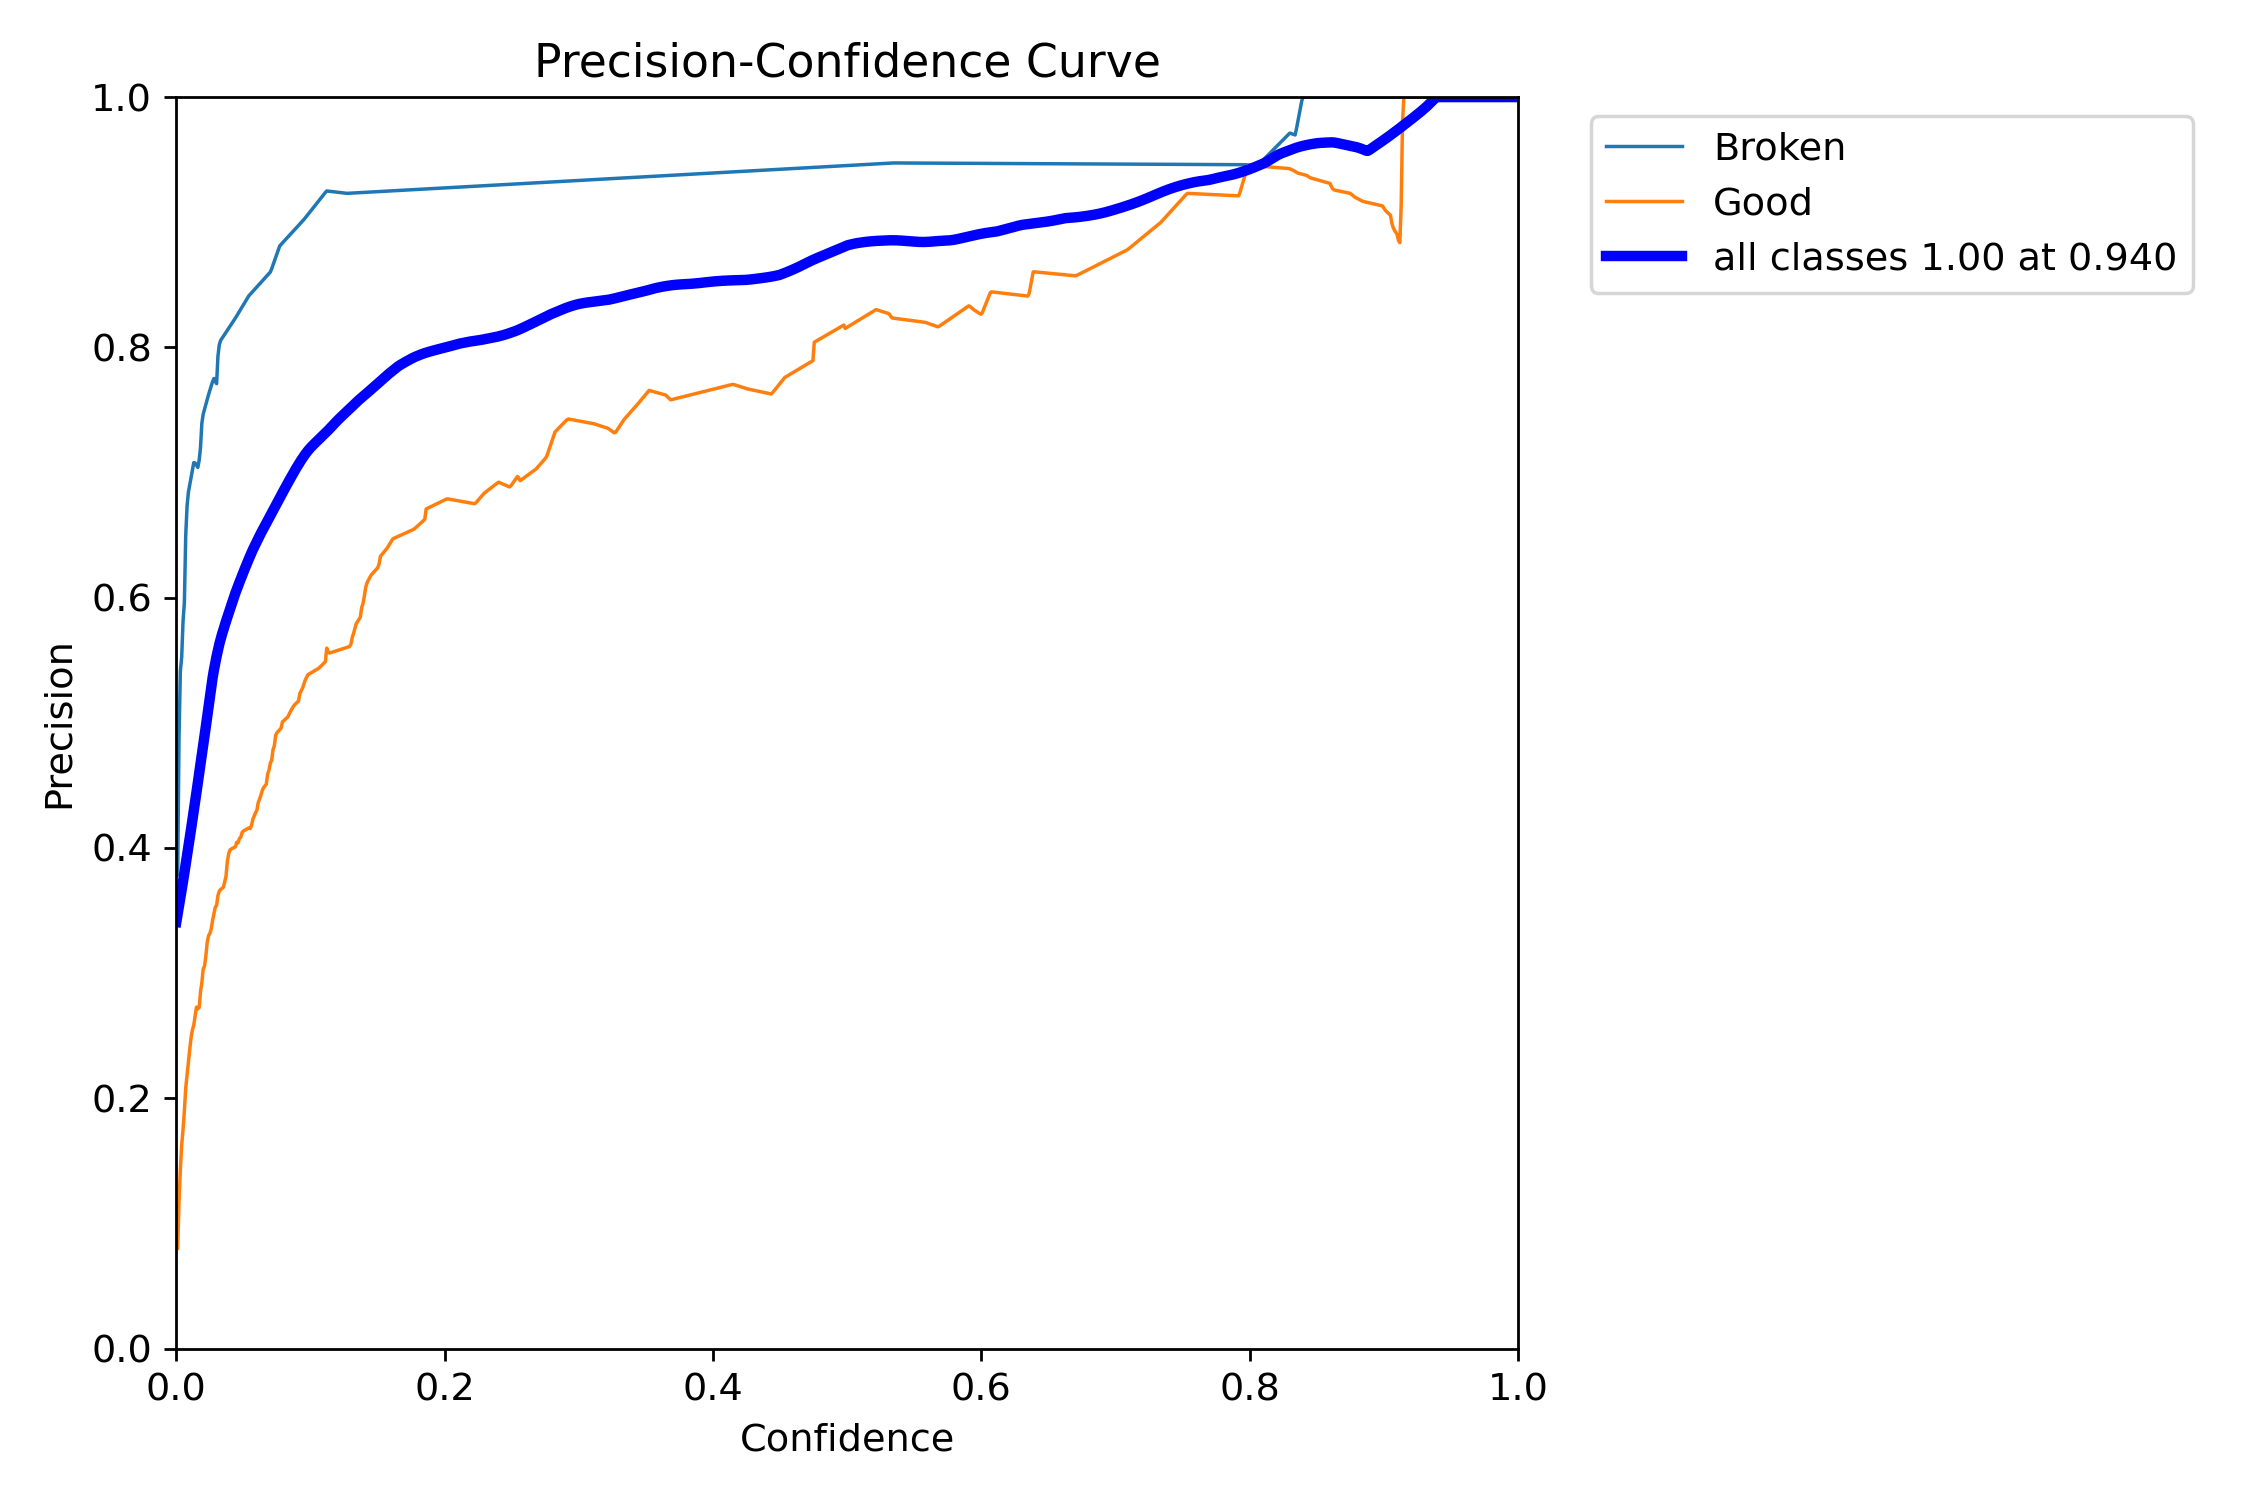 Precision-Confidence Curve
1.0
0.8
0.6
0.4
0.2
0.0
Precision
0.0 0.2 0.4 0.6 0.8 1.0
Confidence
Broken
Good
all classes 1.00 at 0.940